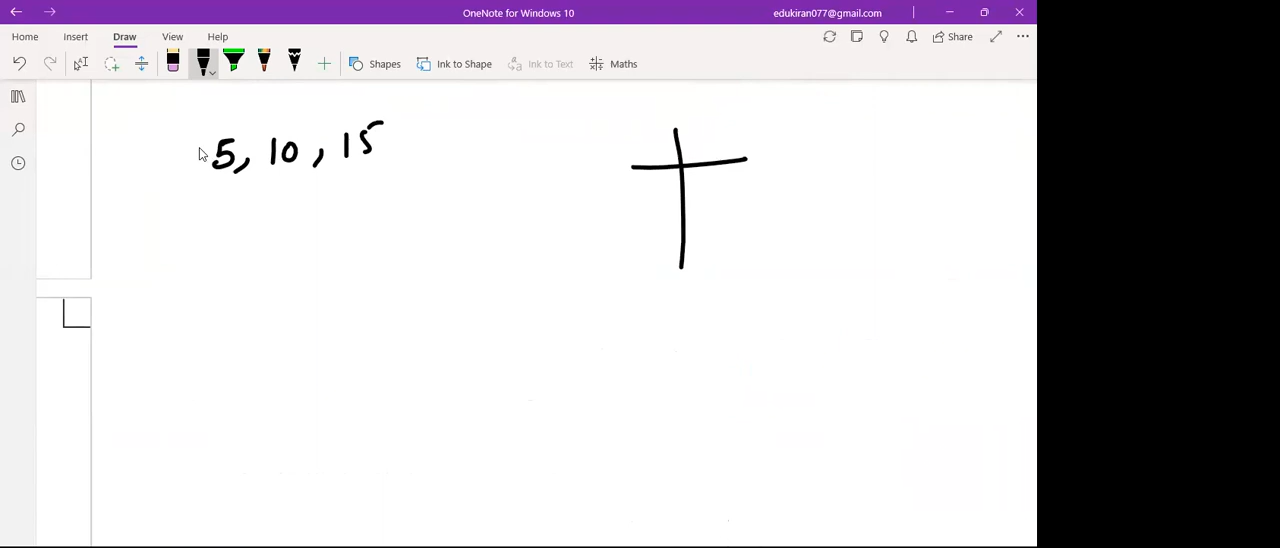 OneNote for Windows 10
edukiran077@gmail.com
Home Insert Draw View Help
Share
Shapes Ink to Shape Ink to Text Maths
5, 10, 15